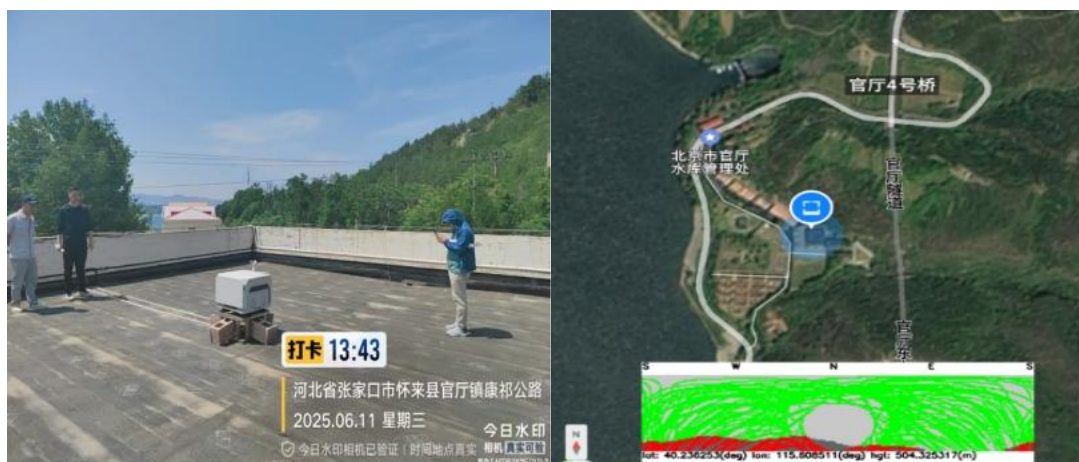 打卡 13:43
河北省张家口市怀来县官厅镇康祁公路
2025.06.11 星期三
今日水印相机已验证 | 时间地点真实
今日水印
相机 真实可验
官厅4号桥
北京市官厅
水库管理处
官厅隧道
官厅东
S W N E S
N
lat: 40.236253(deg) lon: 115.608511(deg) hgt: 504.325317(m)